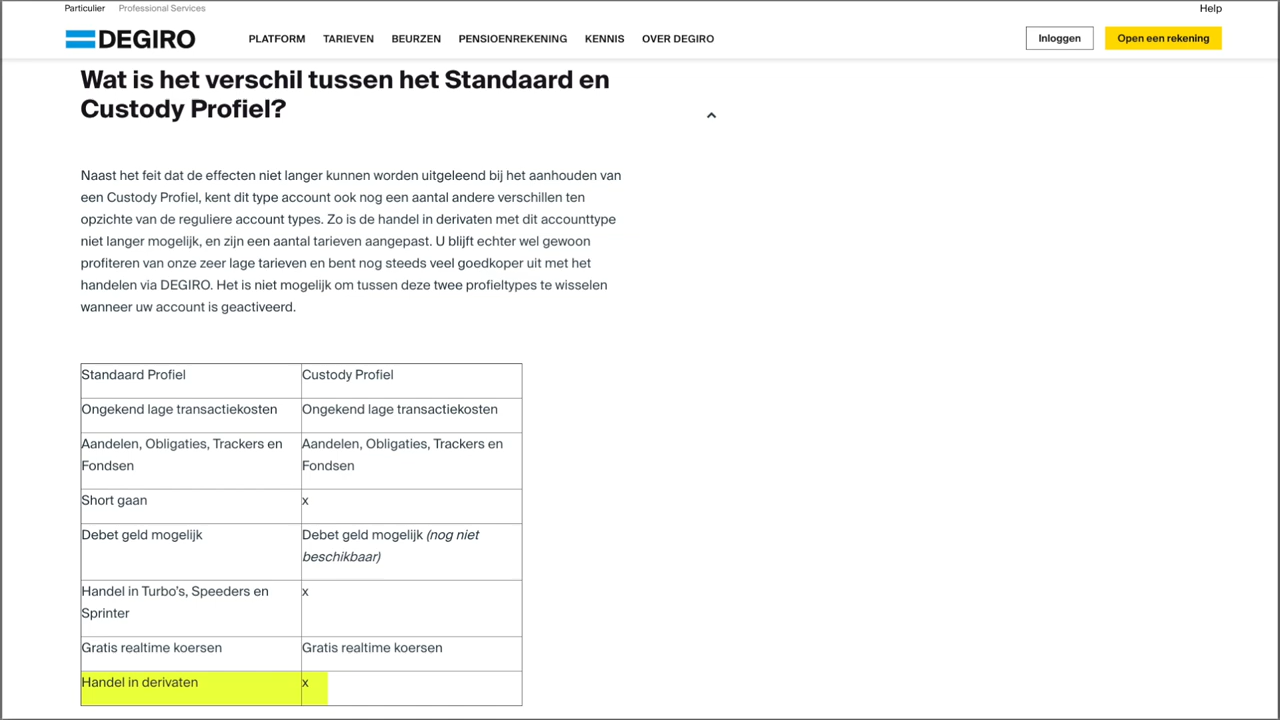 Particulier Professional Services Help
DEGIRO PLATFORM TARIEVEN BEURZEN PENSIOENREKENING KENNIS OVER DEGIRO Inloggen Open een rekening
Wat is het verschil tussen het Standaard en
Custody Profiel?
Naast het feit dat de effecten niet langer kunnen worden uitgeleend bij het aanhouden van
een Custody Profiel, kent dit type account ook nog een aantal andere verschillen ten
opzichte van de reguliere account types. Zo is de handel in derivaten met dit accounttype
niet langer mogelijk, en zijn een aantal tarieven aangepast. U blijft echter wel gewoon
profiteren van onze zeer lage tarieven en bent nog steeds veel goedkoper uit met het
handelen via DEGIRO. Het is niet mogelijk om tussen deze twee profieltypes te wisselen
wanneer uw account is geactiveerd.
Standaard Profiel Custody Profiel
Ongekend lage transactiekosten Ongekend lage transactiekosten
Aandelen, Obligaties, Trackers en Aandelen, Obligaties, Trackers en
Fondsen Fondsen
Short gaan x
Debet geld mogelijk Debet geld mogelijk (nog niet
beschikbaar)
Handel in Turbo's, Speeders en x
Sprinter
Gratis realtime koersen Gratis realtime koersen
Handel in derivaten x